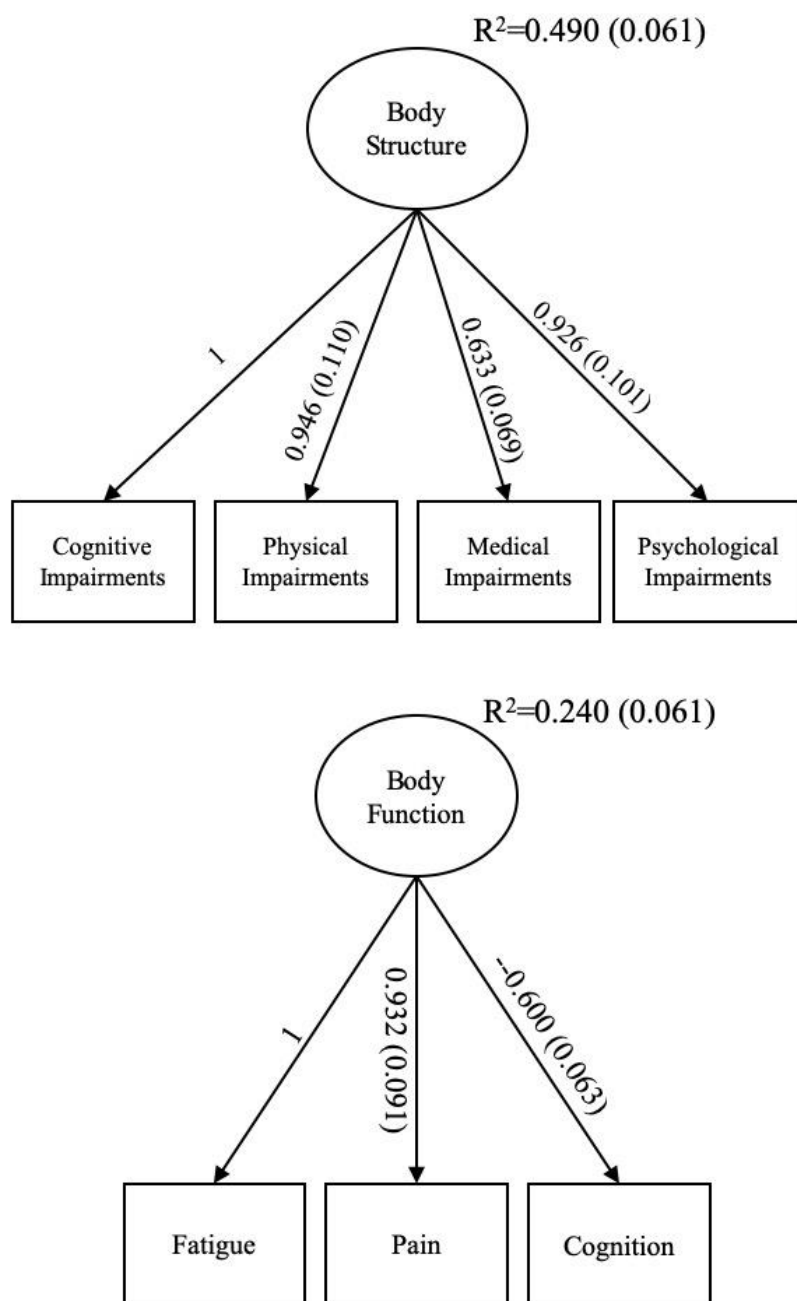 R²=0.490 (0.061)
Body
Structure
1
0.946 (0.110)
0.633 (0.069)
0.926 (0.101)
Cognitive
Impairments
Physical
Impairments
Medical
Impairments
Psychological
Impairments
R²=0.240 (0.061)
Body
Function
1
0.932 (0.091)
--0.600 (0.063)
Fatigue
Pain
Cognition